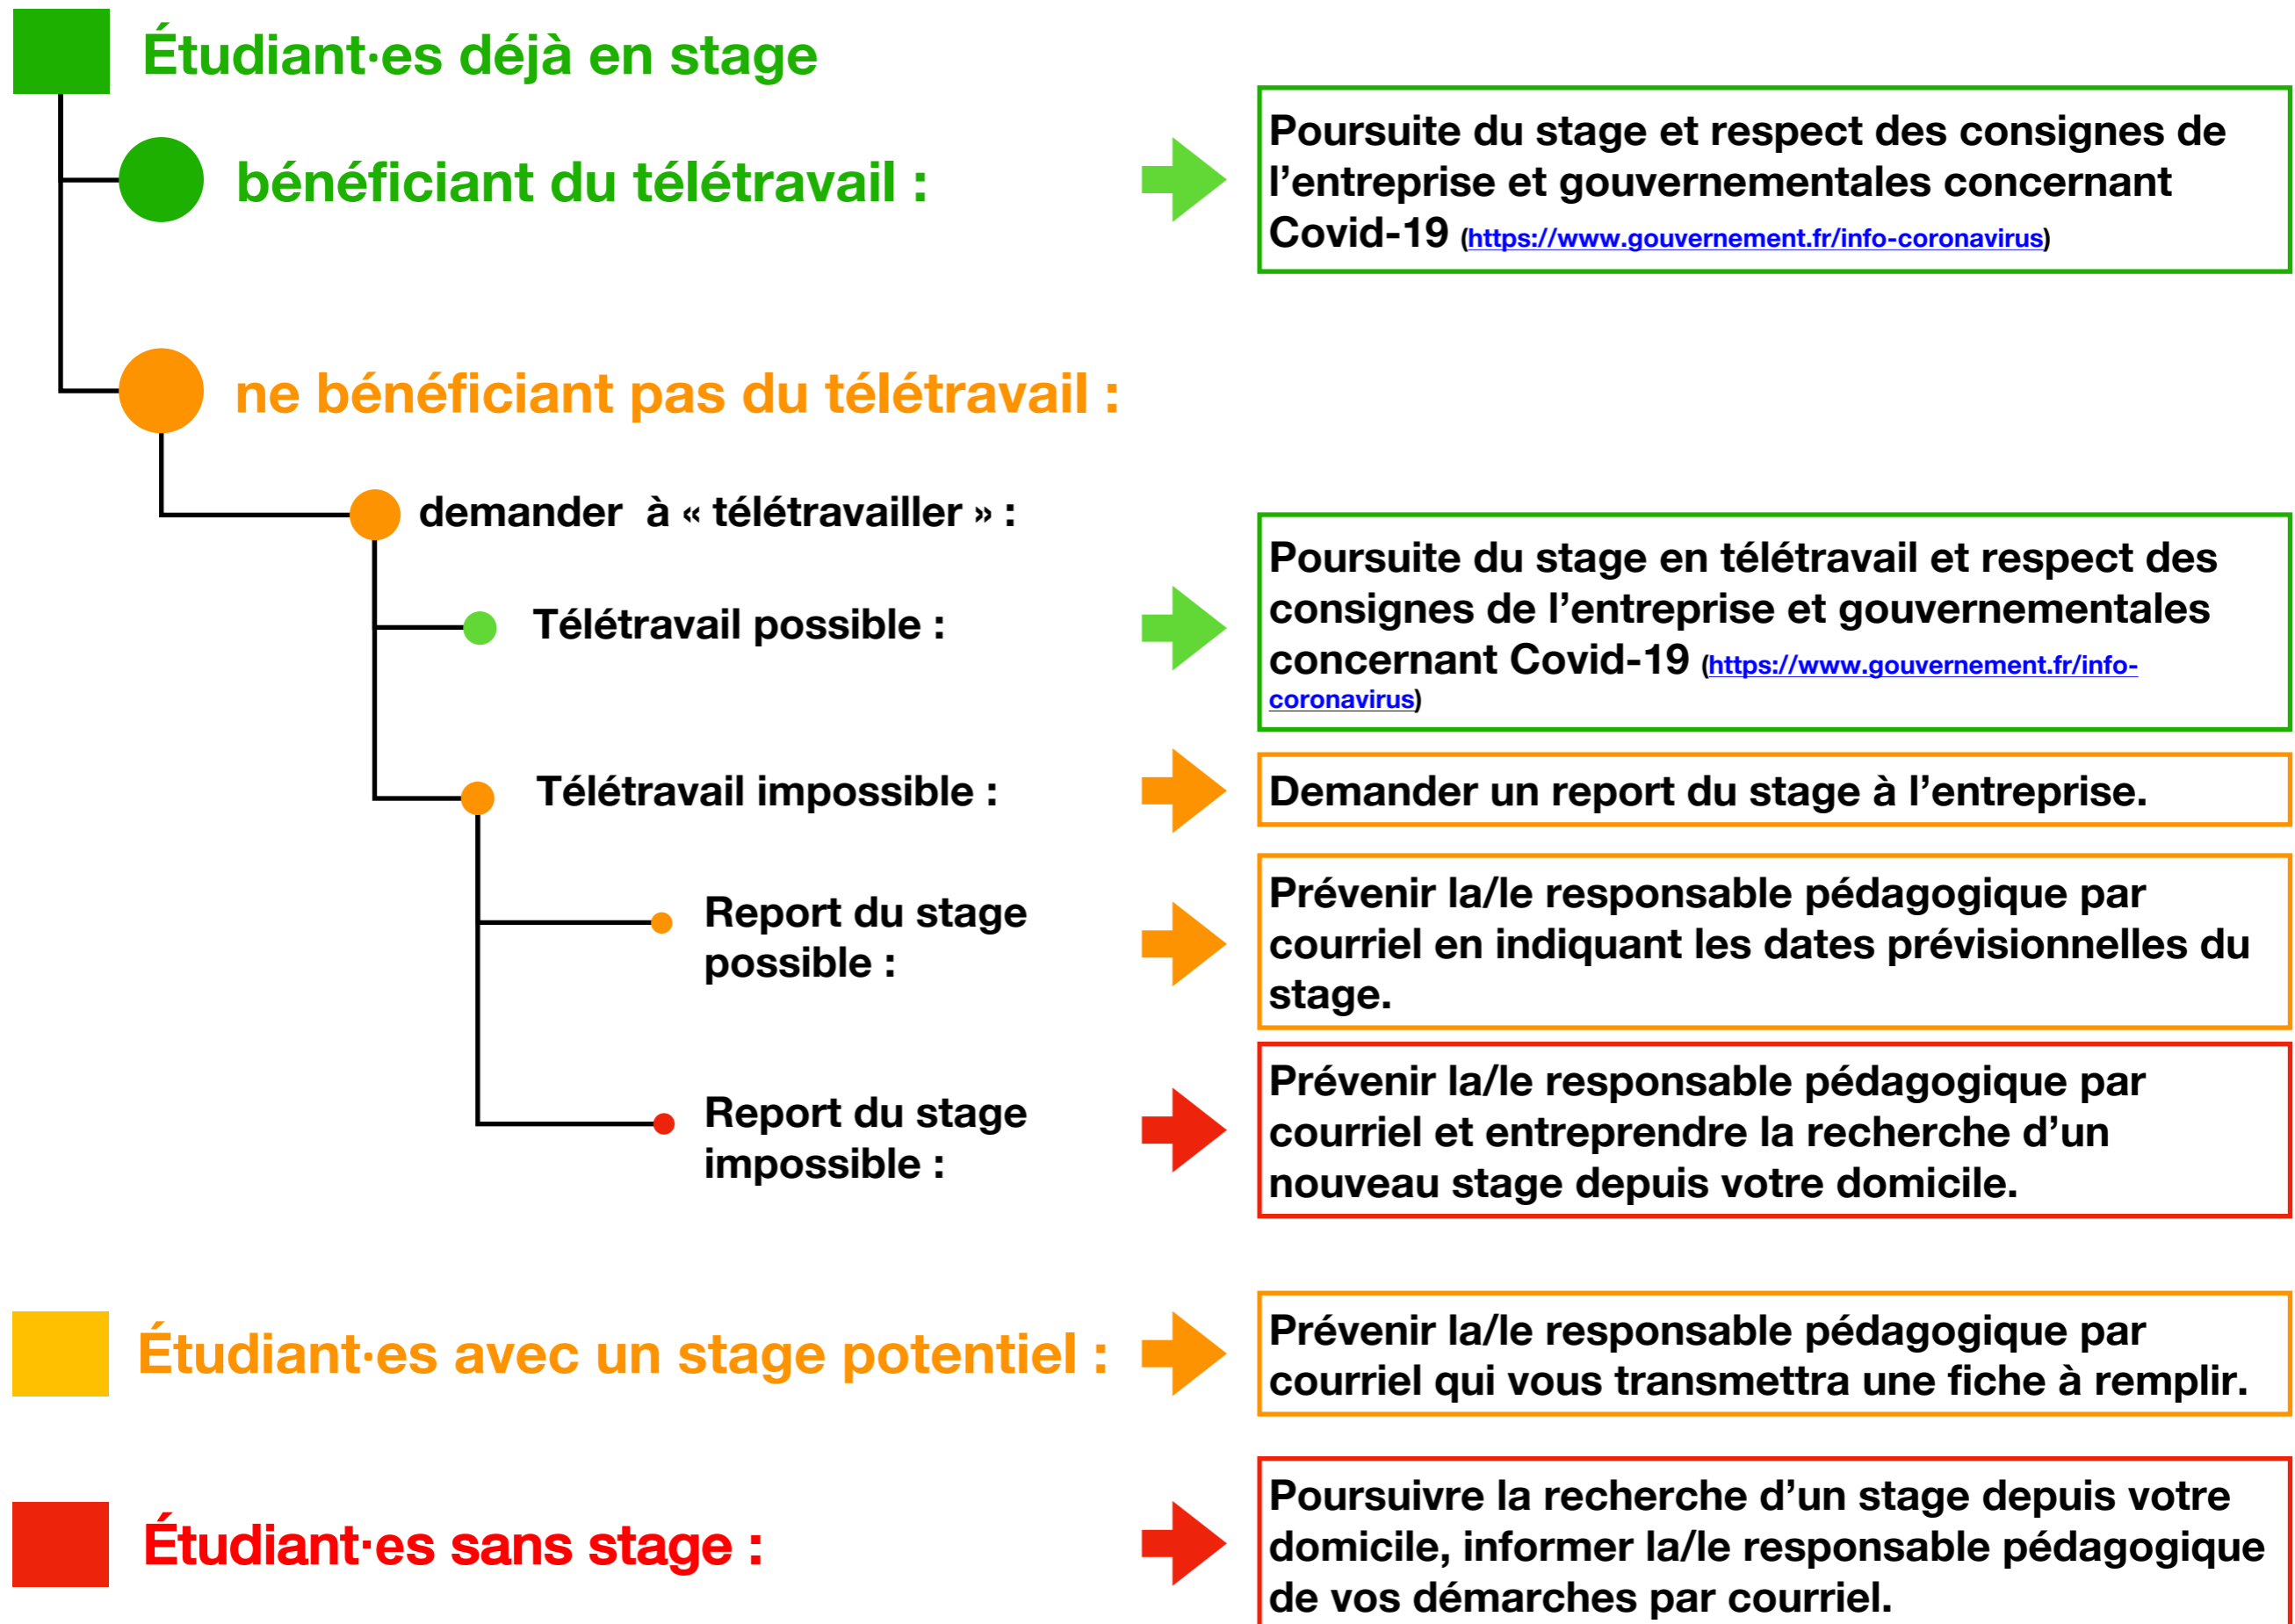 Étudiant·es déjà en stage
bénéficiant du télétravail :
Poursuite du stage et respect des consignes de
l’entreprise et gouvernementales concernant
Covid-19 (https://www.gouvernement.fr/info-coronavirus)
ne bénéficiant pas du télétravail :
demander à « télétravailler » :
Télétravail possible :
Poursuite du stage en télétravail et respect des
consignes de l’entreprise et gouvernementales
concernant Covid-19 (https://www.gouvernement.fr/info-
coronavirus)
Télétravail impossible :
Demander un report du stage à l’entreprise.
Report du stage
possible :
Prévenir la/le responsable pédagogique par
courriel en indiquant les dates prévisionnelles du
stage.
Report du stage
impossible :
Prévenir la/le responsable pédagogique par
courriel et entreprendre la recherche d’un
nouveau stage depuis votre domicile.
Étudiant·es avec un stage potentiel :
Prévenir la/le responsable pédagogique par
courriel qui vous transmettra une fiche à remplir.
Étudiant·es sans stage :
Poursuivre la recherche d’un stage depuis votre
domicile, informer la/le responsable pédagogique
de vos démarches par courriel.